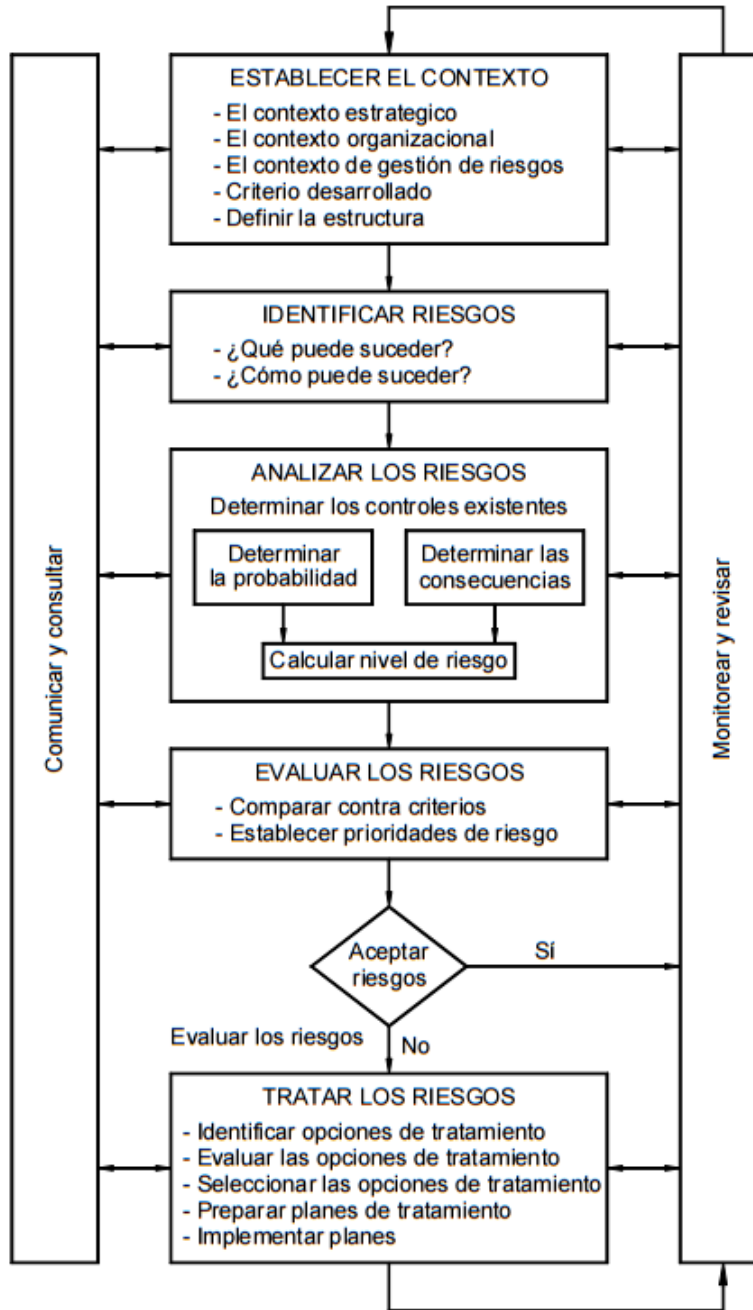 ESTABLECER EL CONTEXTO
- El contexto estrategico
- El contexto organizacional
- El contexto de gestión de riesgos
- Criterio desarrollado
- Definir la estructura
IDENTIFICAR RIESGOS
- ¿Qué puede suceder?
- ¿Cómo puede suceder?
ANALIZAR LOS RIESGOS
Determinar los controles existentes
Determinar
la probabilidad
Determinar las
consecuencias
Calcular nivel de riesgo
EVALUAR LOS RIESGOS
- Comparar contra criterios
- Establecer prioridades de riesgo
Aceptar
riesgos
Sí
Evaluar los riesgos
No
TRATAR LOS RIESGOS
- Identificar opciones de tratamiento
- Evaluar las opciones de tratamiento
- Seleccionar las opciones de tratamiento
- Preparar planes de tratamiento
- Implementar planes
Comunicar y consultar
Monitorear y revisar